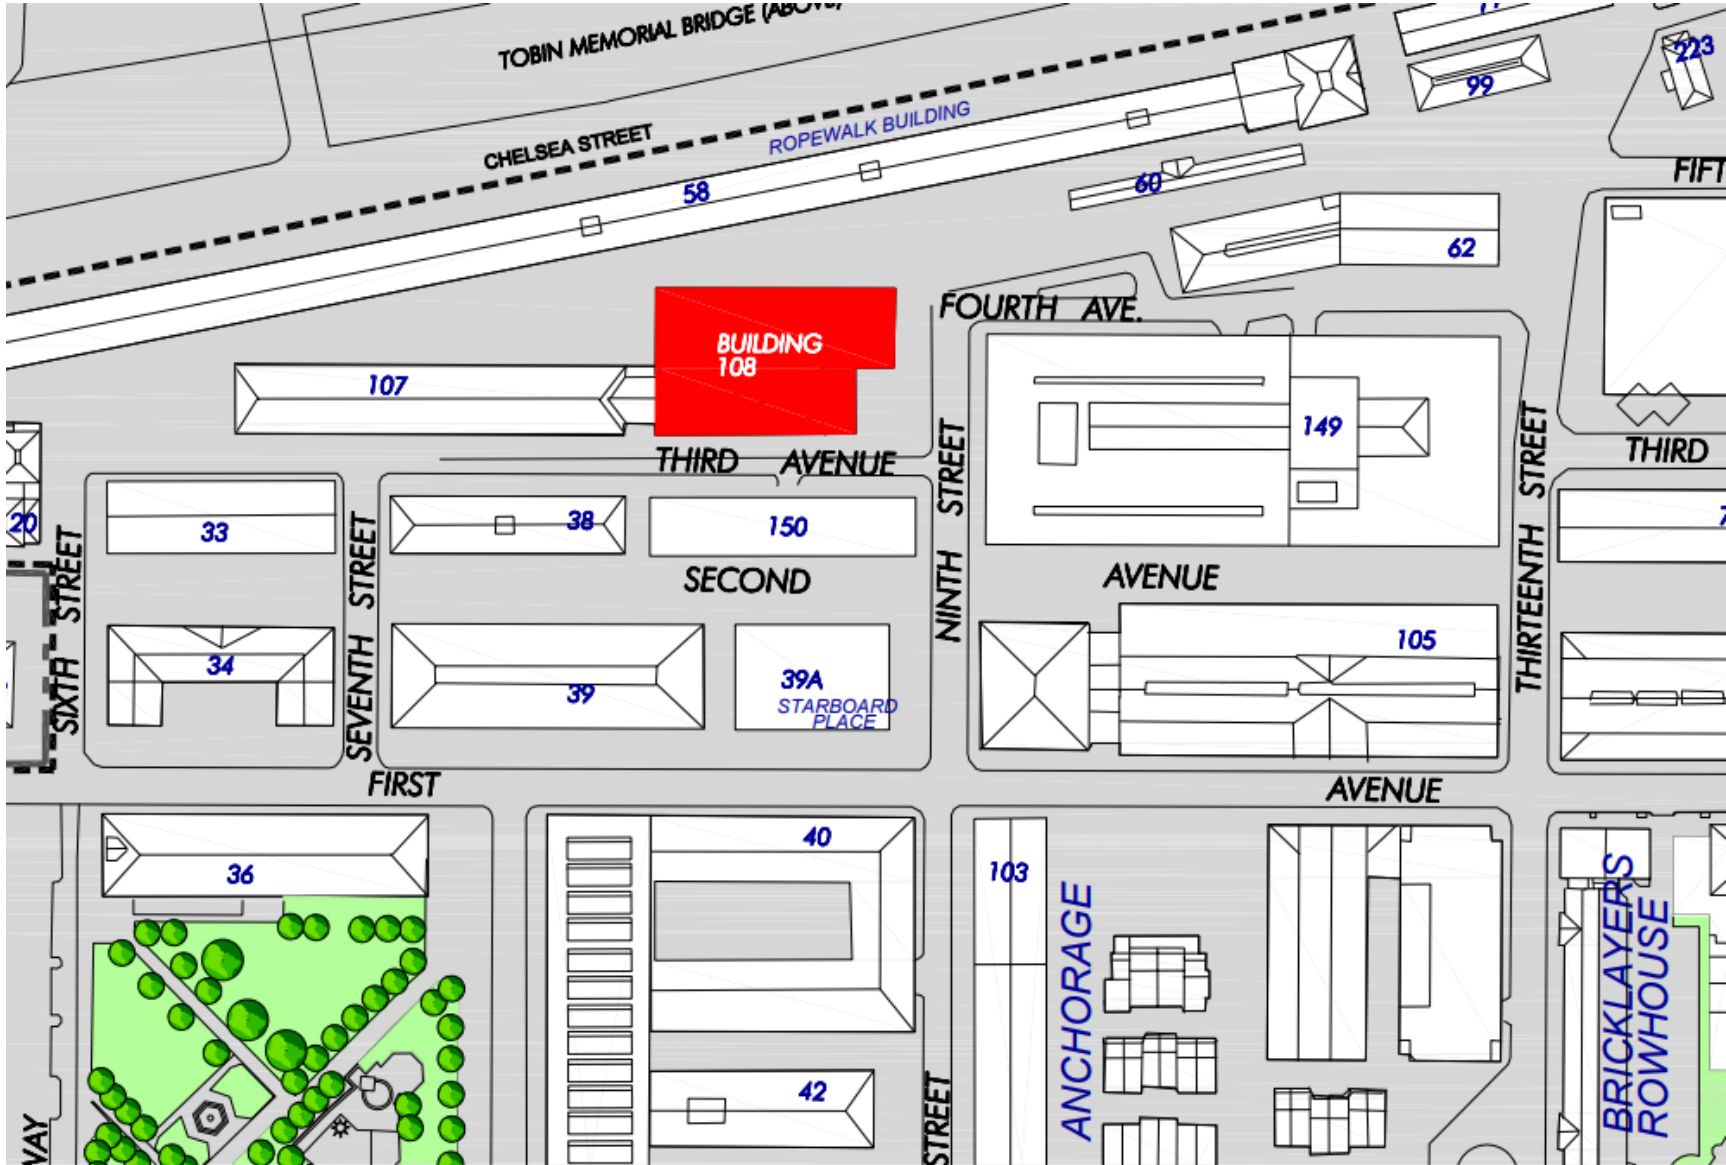 TOBIN MEMORIAL BRIDGE (ABOVE)
223
99
CHELSEA STREET
ROPEWALK BUILDING
58
60
62
FOURTH AVE.
BUILDING
108
107
149
THIRD AVENUE
THIRD
NINTH STREET
THIRTEENTH STREET
20
33
38
150
SIXTH STREET
SEVENTH STREET
SECOND AVENUE
34
39
39A
STARBOARD
PLACE
105
FIRST AVENUE
36
40
103
ANCHORAGE
BRICKLAYERS
ROWHOUSE
42
STREET